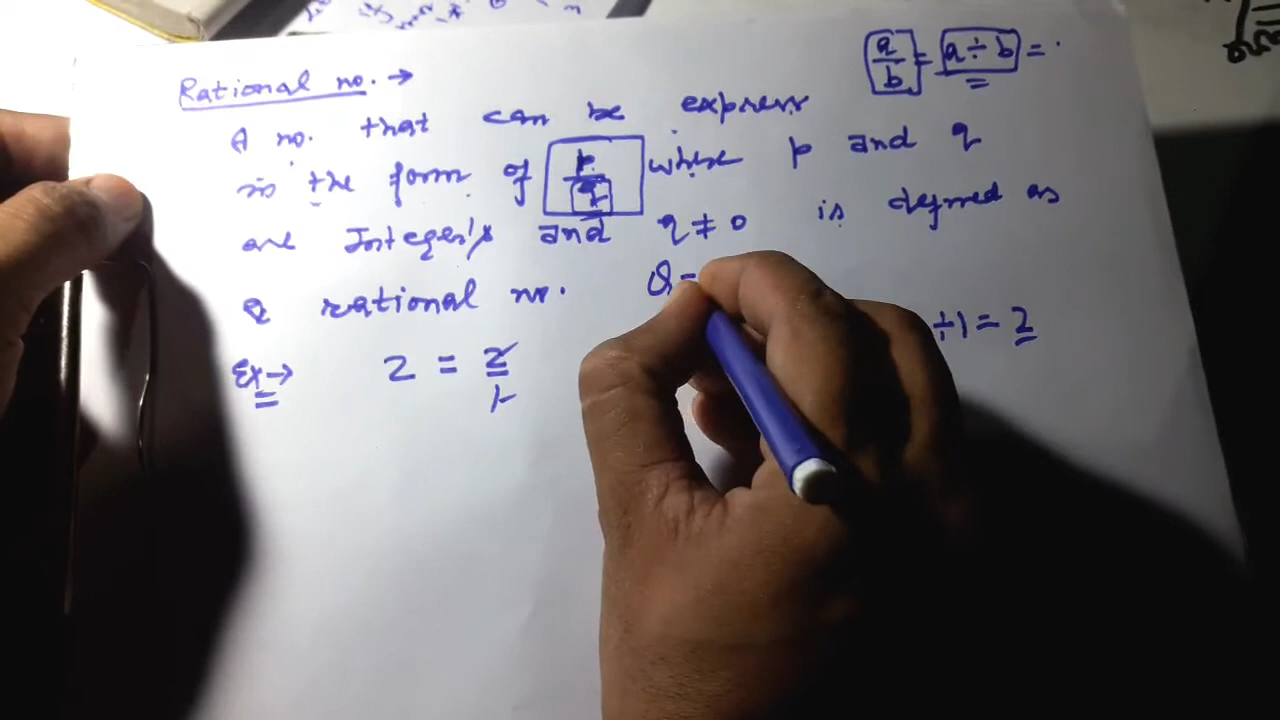 Rational no. →
a/b = a ÷ b = .
A no. that can be express
in the form of p/q where p and q
are Integer's and q ≠ 0 is defined as
a rational no. Q =
Ex → 2 = 2/1
÷1 = 2